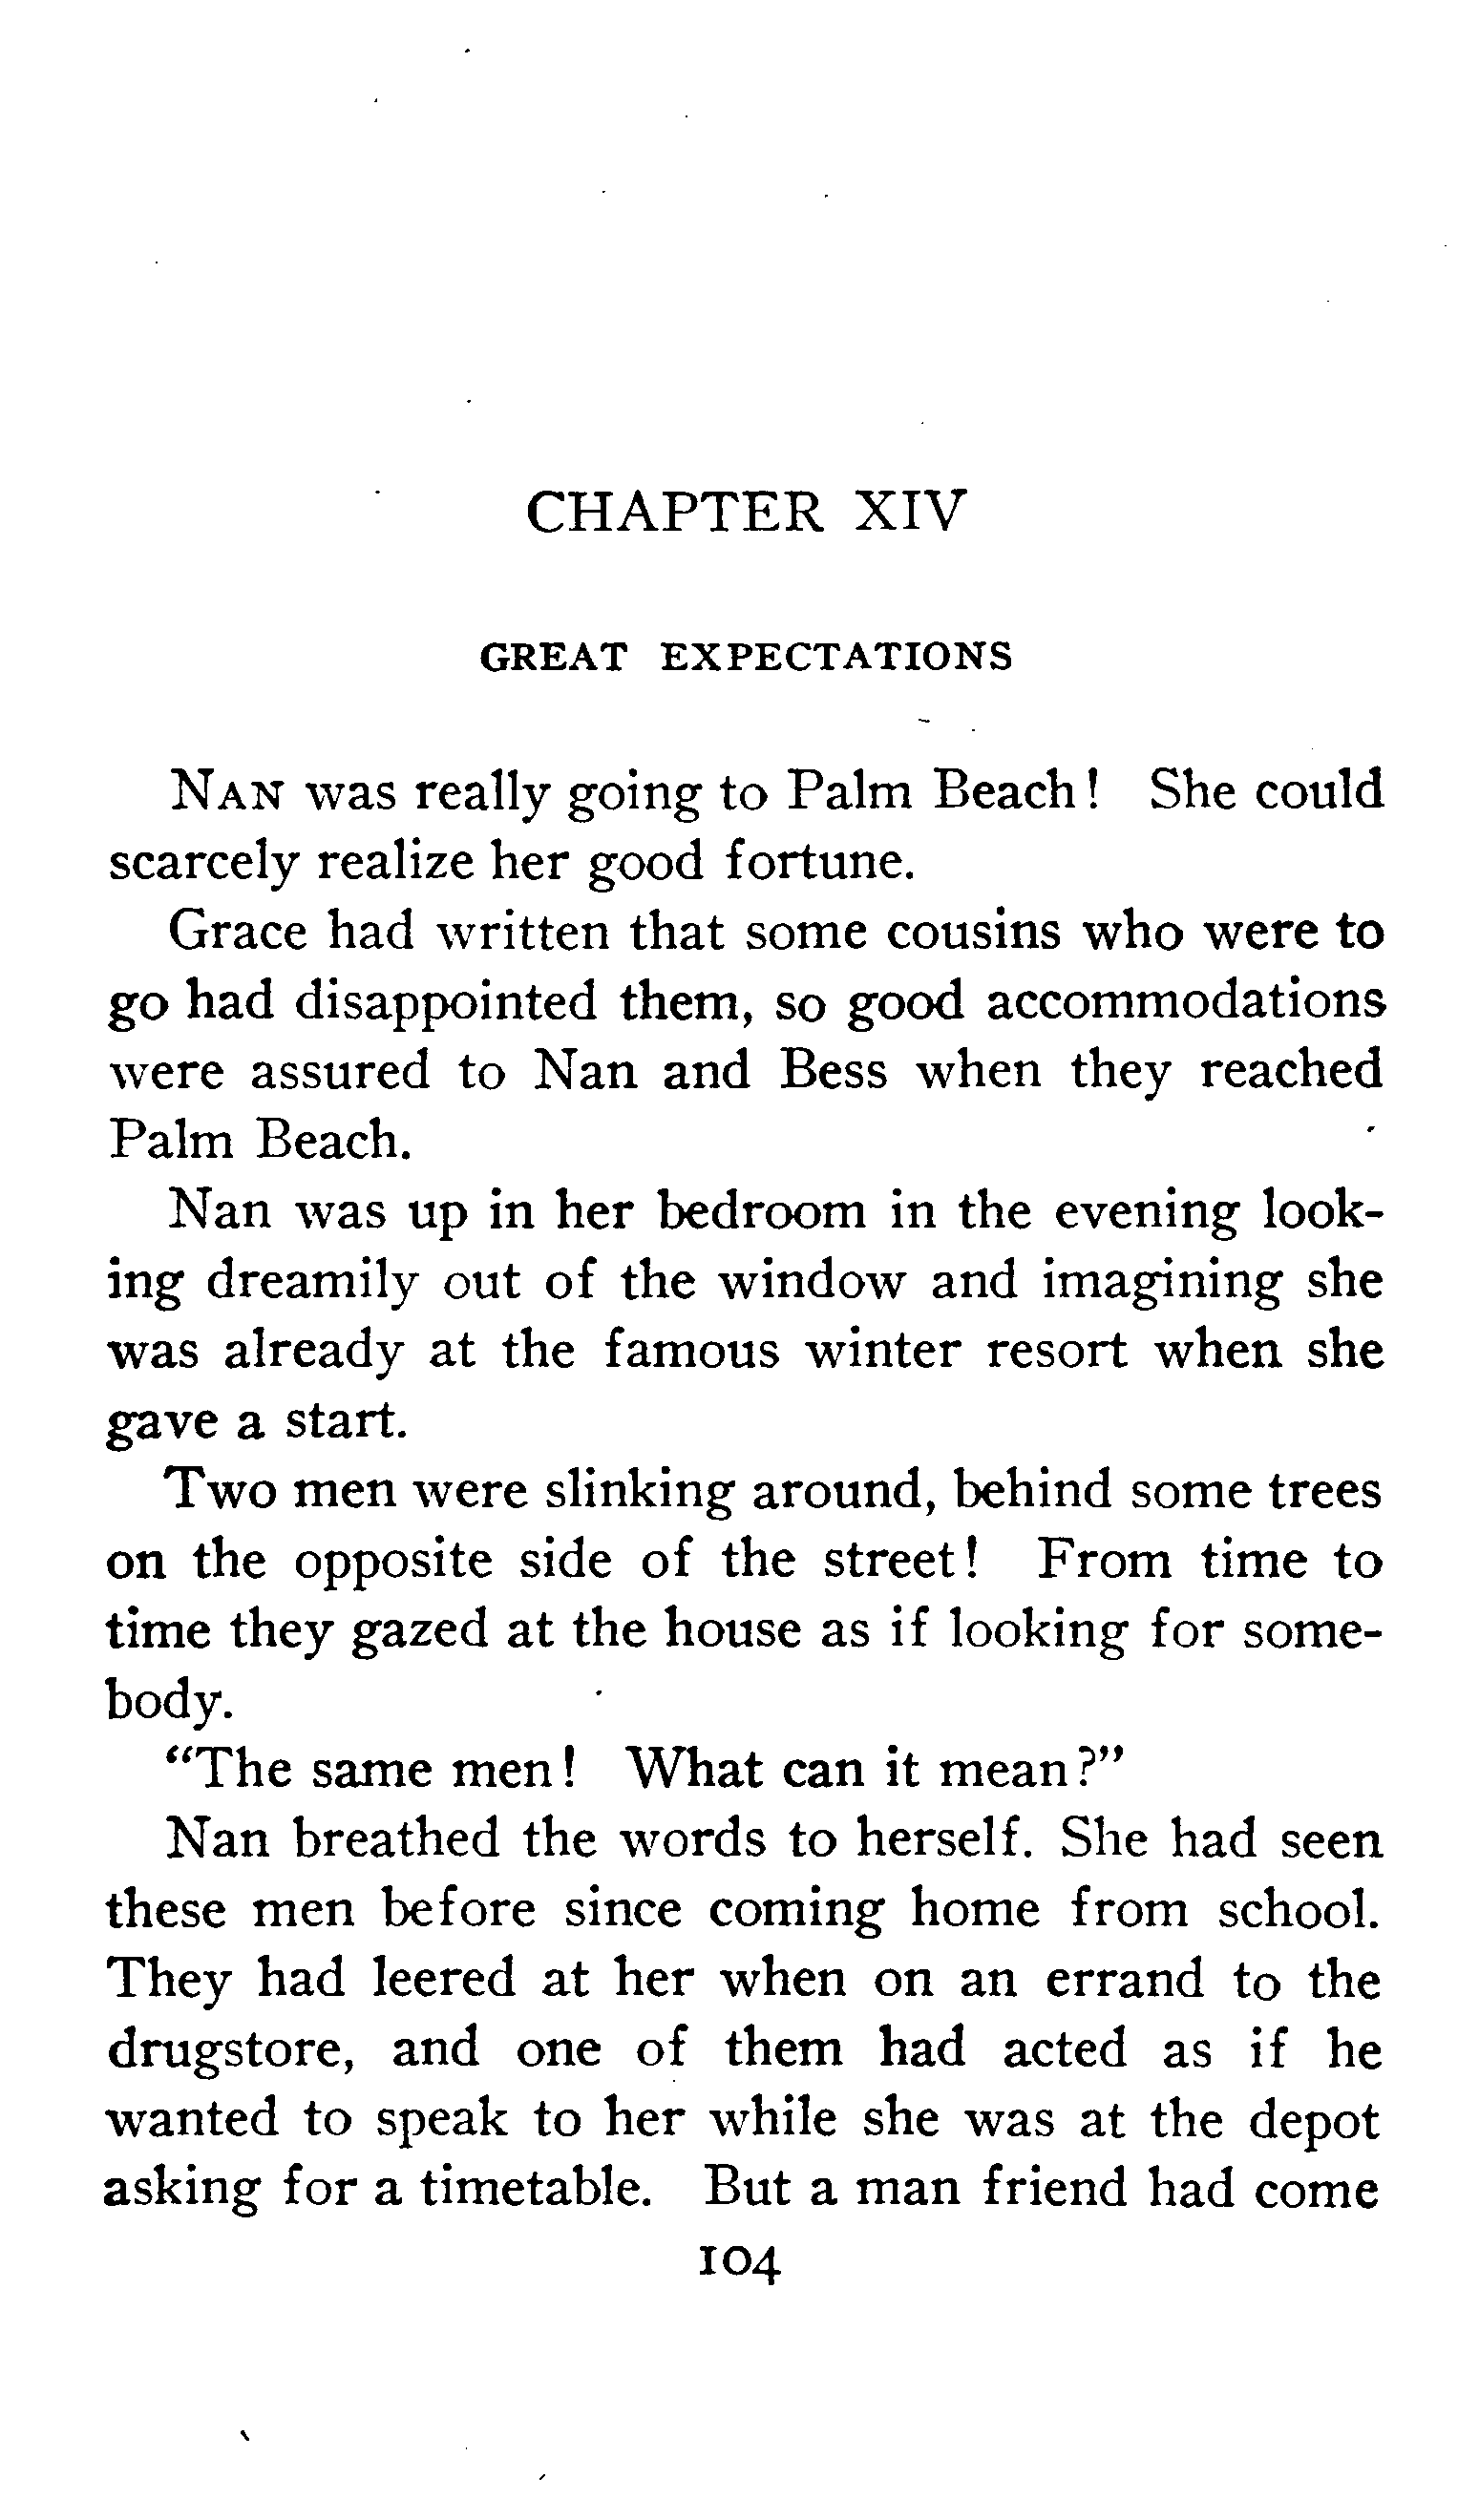 CHAPTER XIV
GREAT EXPECTATIONS
NAN was really going to Palm Beach! She could
scarcely realize her good fortune.
Grace had written that some cousins who were to
go had disappointed them, so good accommodations
were assured to Nan and Bess when they reached
Palm Beach.
Nan was up in her bedroom in the evening look-
ing dreamily out of the window and imagining she
was already at the famous winter resort when she
gave a start.
Two men were slinking around, behind some trees
on the opposite side of the street! From time to
time they gazed at the house as if looking for some-
body.
"The same men! What can it mean?"
Nan breathed the words to herself. She had seen
these men before since coming home from school.
They had leered at her when on an errand to the
drugstore, and one of them had acted as if he
wanted to speak to her while she was at the depot
asking for a timetable. But a man friend had come
104